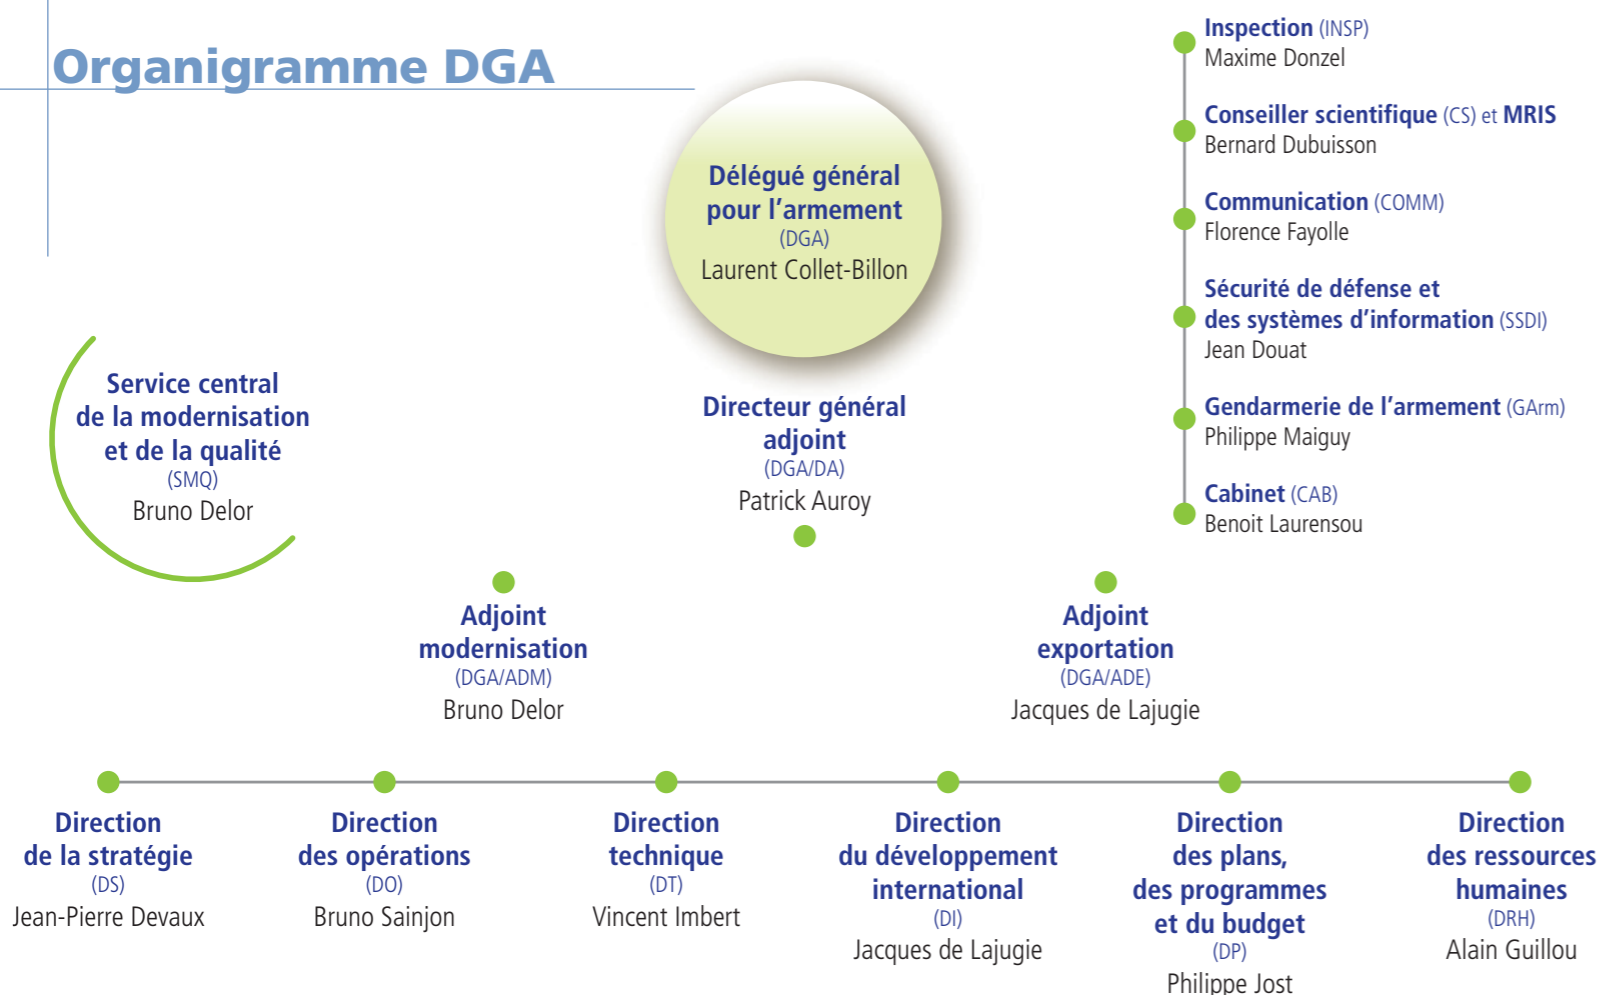 Organigramme DGA
Délégué général
pour l’armement
(DGA)
Laurent Collet-Billon
Inspection (INSP)
Maxime Donzel
Conseiller scientifique (CS) et MRIS
Bernard Dubuisson
Communication (COMM)
Florence Fayolle
Sécurité de défense et
des systèmes d’information (SSDI)
Jean Douat
Gendarmerie de l’armement (GArm)
Philippe Maiguy
Cabinet (CAB)
Benoit Laurensou
Service central
de la modernisation
et de la qualité
(SMQ)
Bruno Delor
Directeur général
adjoint
(DGA/DA)
Patrick Auroy
Adjoint
modernisation
(DGA/ADM)
Bruno Delor
Adjoint
exportation
(DGA/ADE)
Jacques de Lajugie
Direction
de la stratégie
(DS)
Jean-Pierre Devaux
Direction
des opérations
(DO)
Bruno Sainjon
Direction
technique
(DT)
Vincent Imbert
Direction
du développement
international
(DI)
Jacques de Lajugie
Direction
des plans,
des programmes
et du budget
(DP)
Philippe Jost
Direction
des ressources
humaines
(DRH)
Alain Guillou